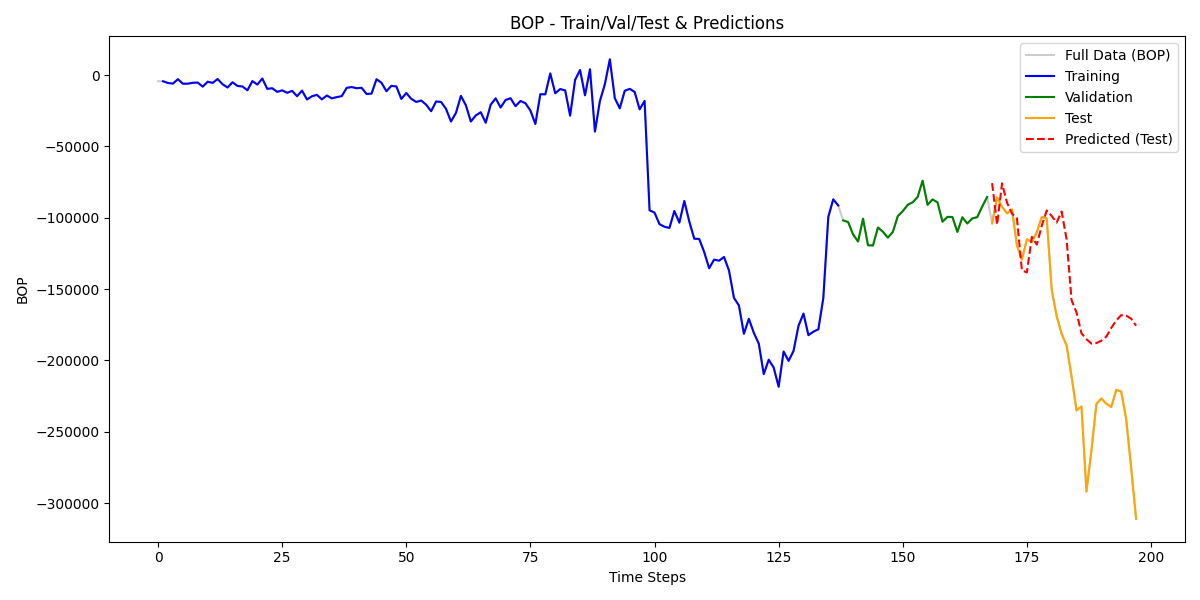 BOP - Train/Val/Test & Predictions
Full Data (BOP)
Training
Validation
Test
Predicted (Test)
BOP
0
−50000
−100000
−150000
−200000
−250000
−300000
0 25 50 75 100 125 150 175 200
Time Steps